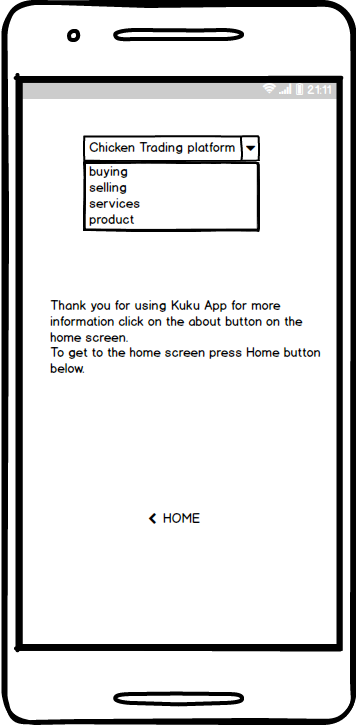 21:11
Chicken Trading platform
buying
selling
services
product
Thank you for using Kuku App for more
information click on the about button on the
home screen.
To get to the home screen press Home button
below.
HOME